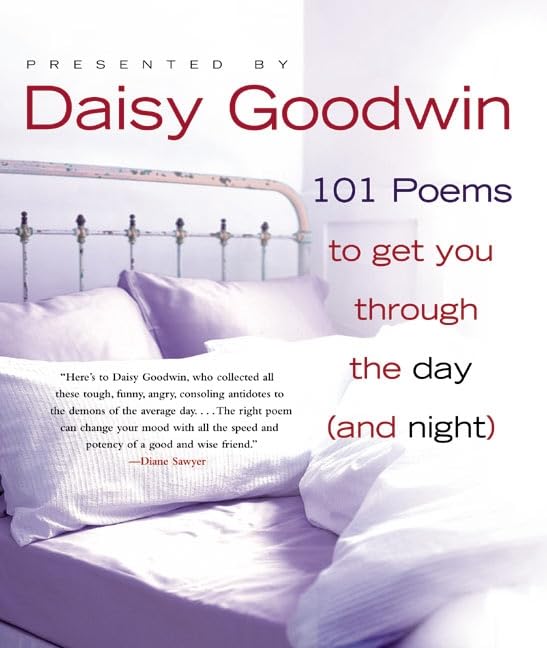 PRESENTED BY
Daisy Goodwin
101 Poems
to get you
through
the day
(and night)
“Here's to Daisy Goodwin, who collected all
these tough, funny, angry, consoling antidotes to
the demons of the average day. . . . The right poem
can change your mood with all the speed and
potency of a good and wise friend.”
—Diane Sawyer